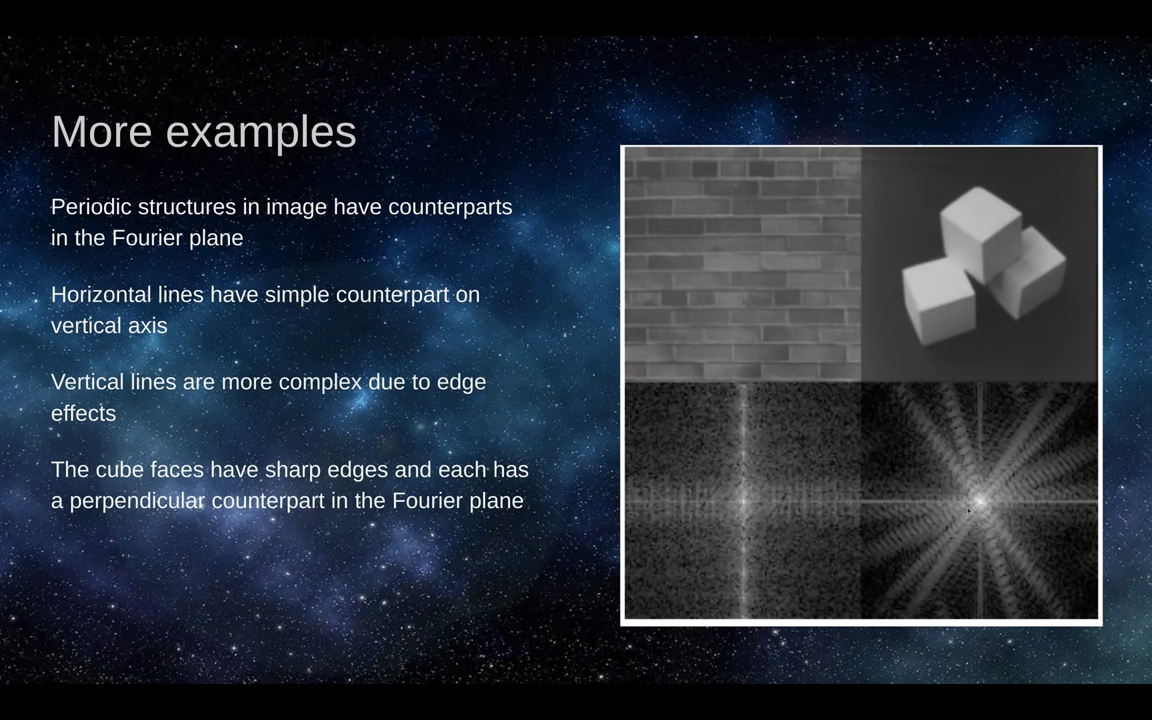 More examples
Periodic structures in image have counterparts
in the Fourier plane
Horizontal lines have simple counterpart on
vertical axis
Vertical lines are more complex due to edge
effects
The cube faces have sharp edges and each has
a perpendicular counterpart in the Fourier plane